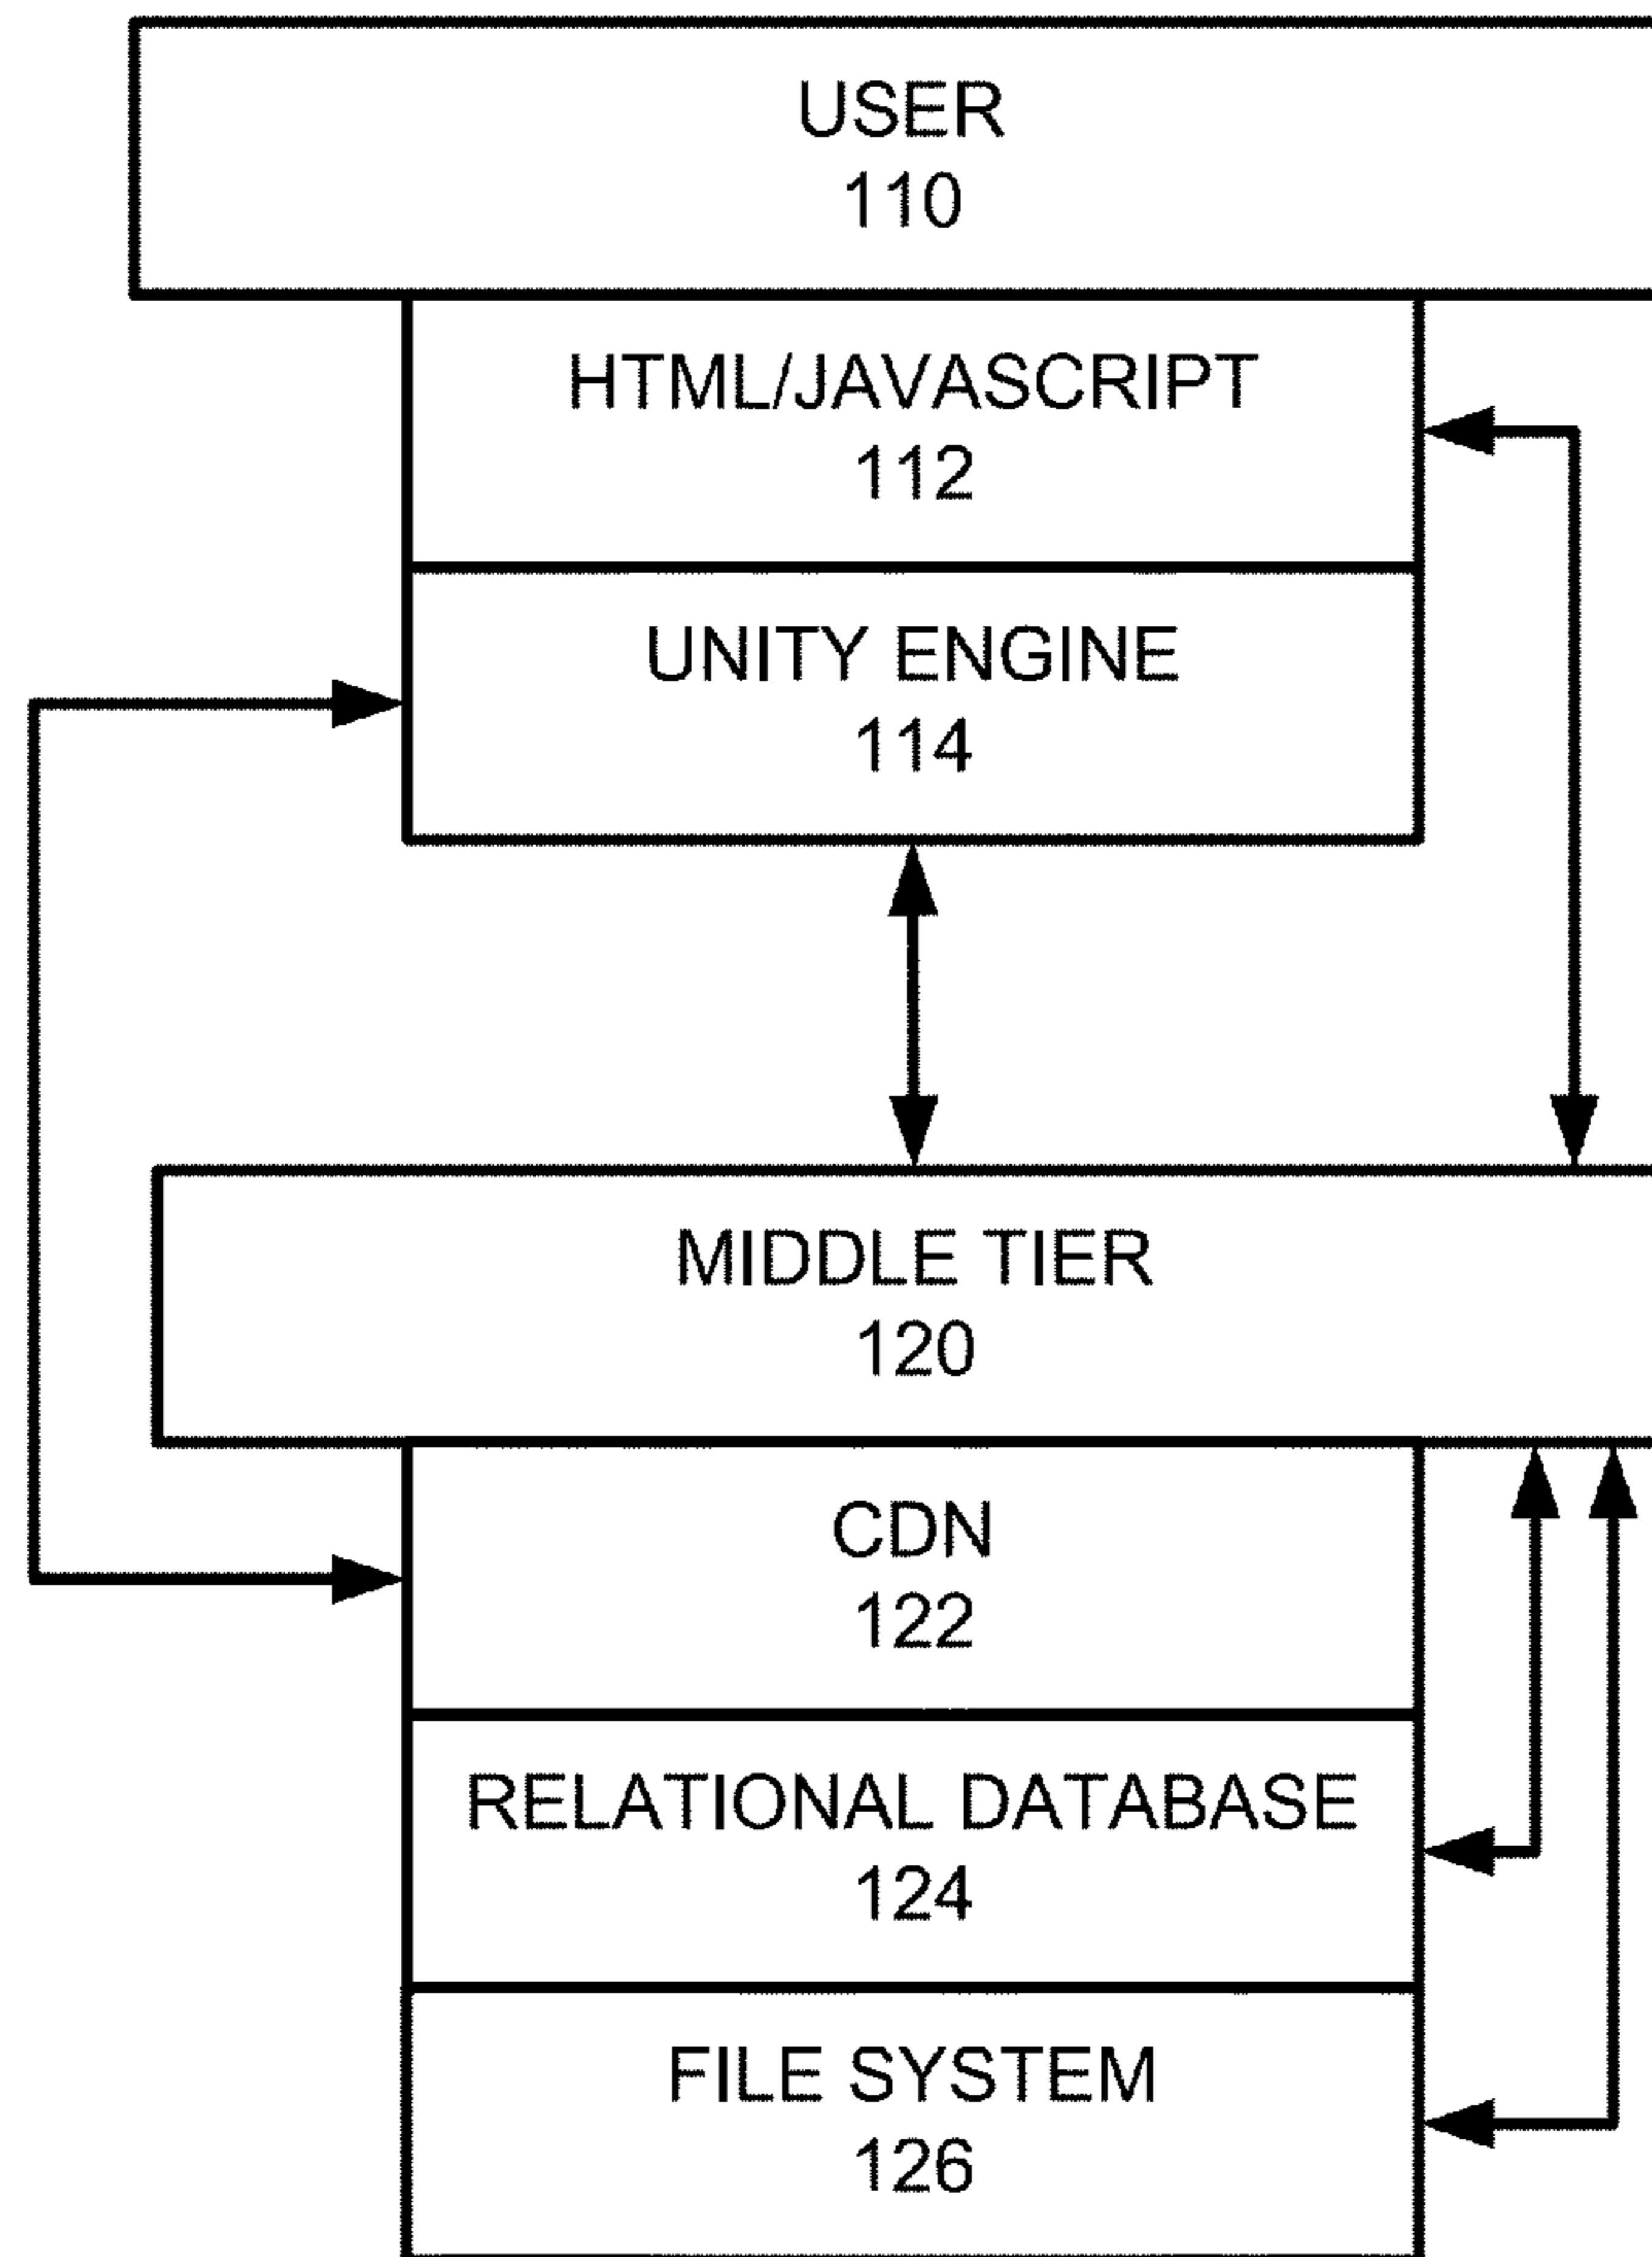 USER
110
HTML/JAVASCRIPT
112
UNITY ENGINE
114
MIDDLE TIER
120
CDN
122
RELATIONAL DATABASE
124
FILE SYSTEM
126